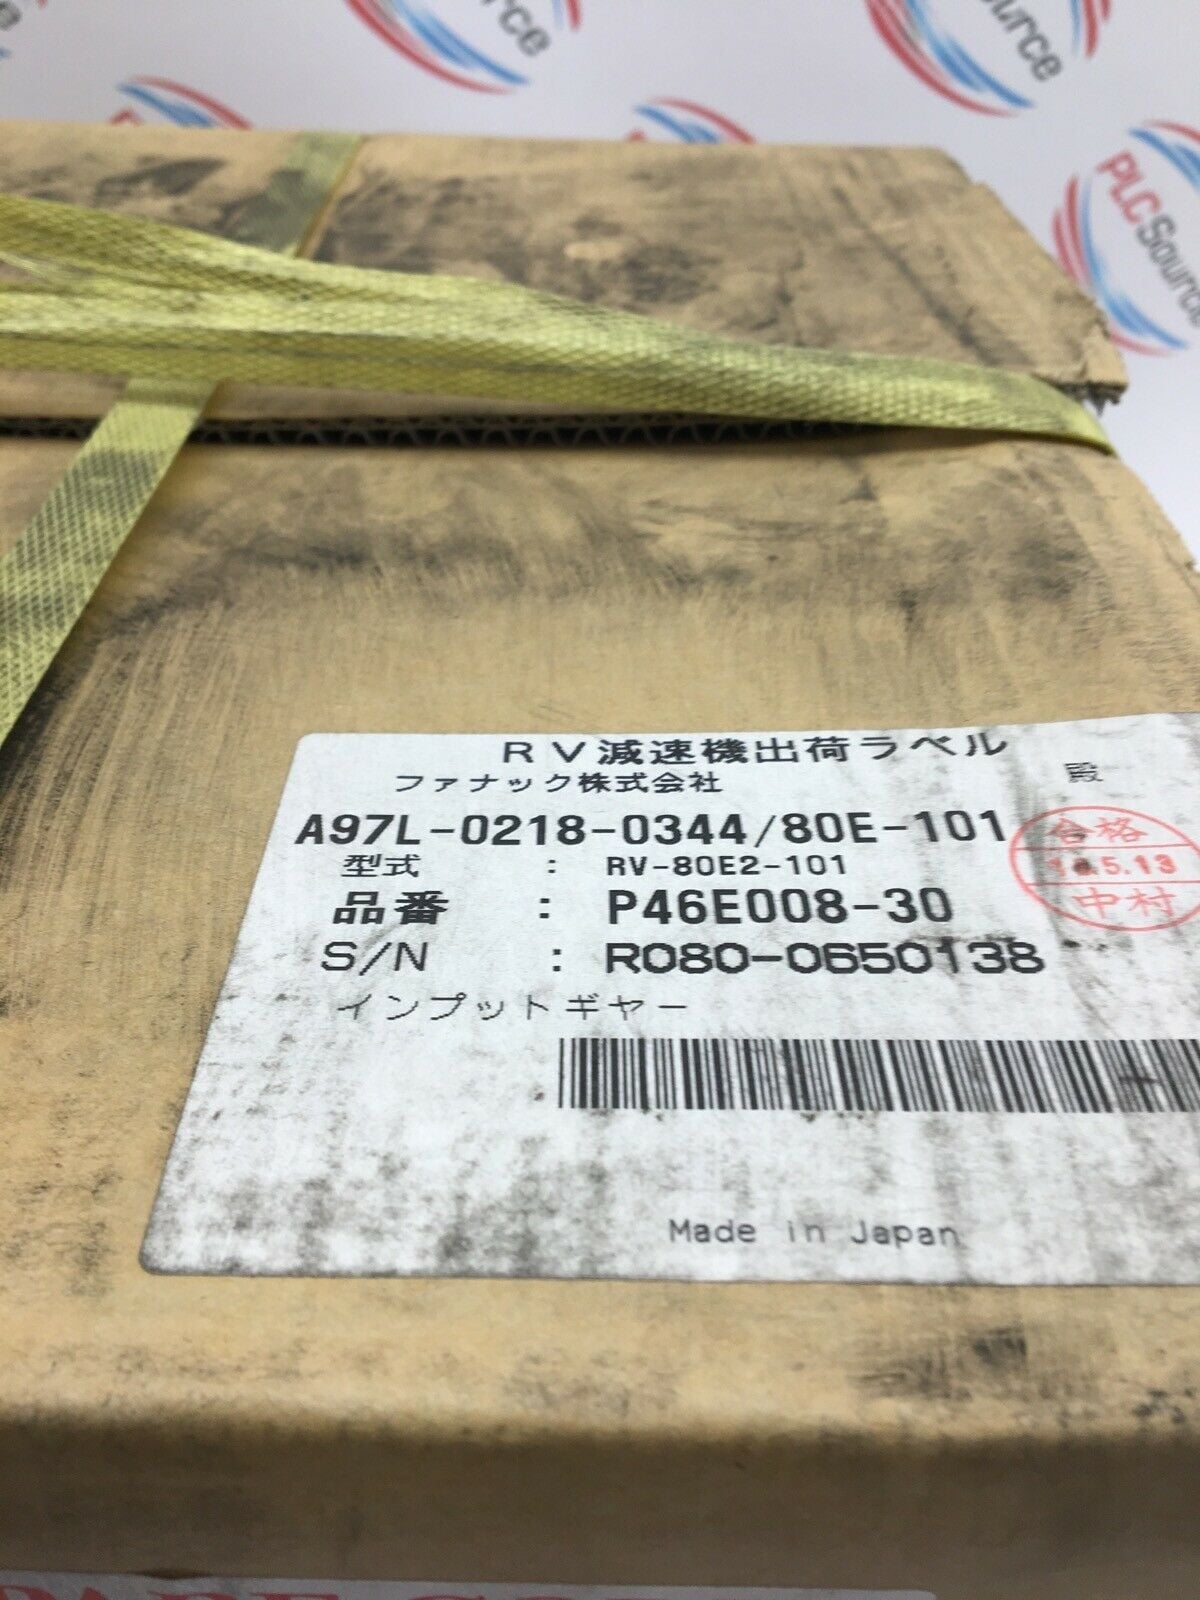 PLC Source
RV減速機出荷ラベル
ファナック株式会社 殿
A97L-0218-0344/80E-101
型式 : RV-80E2-101
品番 : P46E008-30
S/N : R080-0650138
インプットギヤー
合格
5.13
中村
Made in Japan